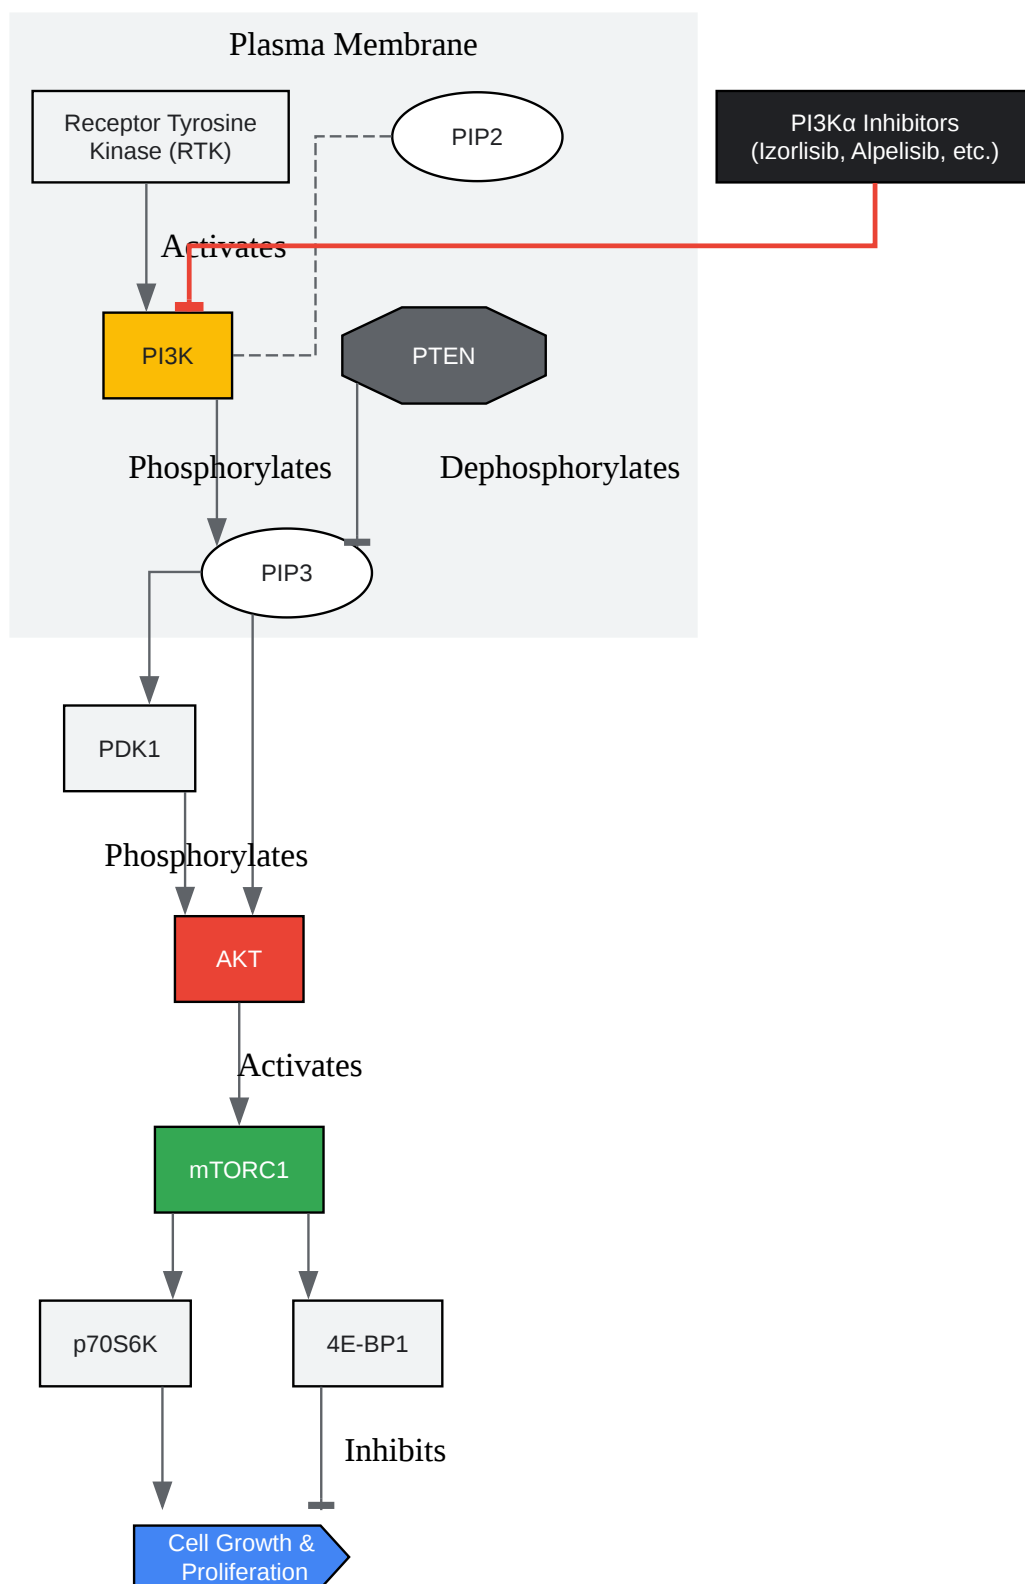 Plasma Membrane
Receptor Tyrosine
Kinase (RTK)
PIP2
PI3Kα Inhibitors
(Izorlisib, Alpelisib, etc.)
Activates
PI3K
PTEN
Phosphorylates
Dephosphorylates
PIP3
PDK1
Phosphorylates
AKT
Activates
mTORC1
p70S6K
4E-BP1
Inhibits
Cell Growth &
Proliferation